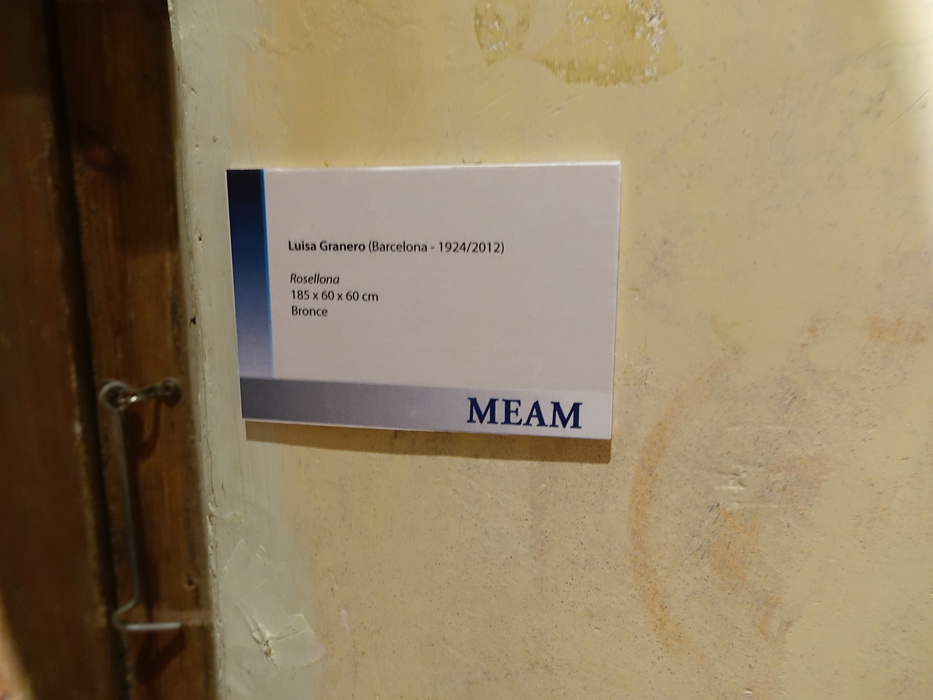 Luisa Granero (Barcelona - 1924/2012)
Rosellona
185 x 60 x 60 cm
Bronce
MEAM